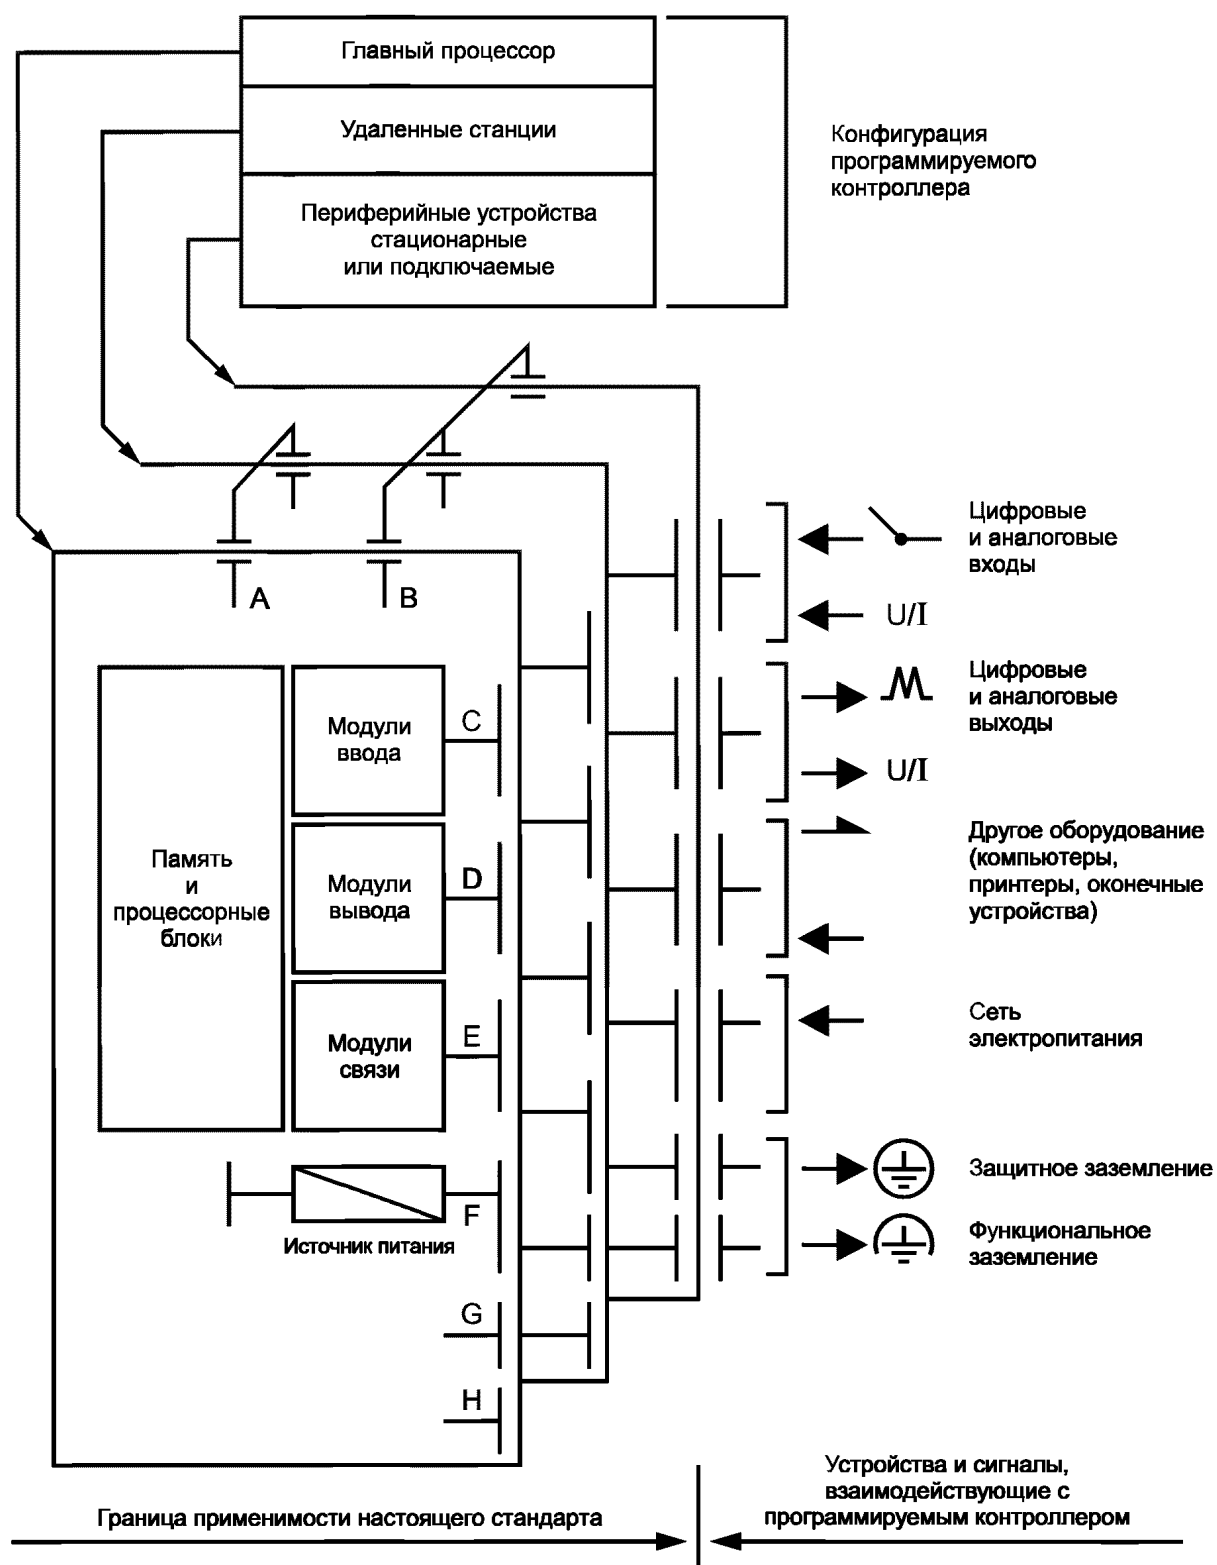 Главный процессор
Удаленные станции
Периферийные устройства
стационарные
или подключаемые
Конфигурация
программируемого
контроллера
A
B
Цифровые
и аналоговые
входы
U/I
Цифровые
и аналоговые
выходы
U/I
Другое оборудование
(компьютеры,
принтеры, оконечные
устройства)
Сеть
электропитания
Защитное заземление
Функциональное
заземление
Память
и
процессорные
блоки
Модули
ввода
C
Модули
вывода
D
Модули
связи
E
F
Источник питания
G
H
Граница применимости настоящего стандарта
Устройства и сигналы,
взаимодействующие с
программируемым контроллером